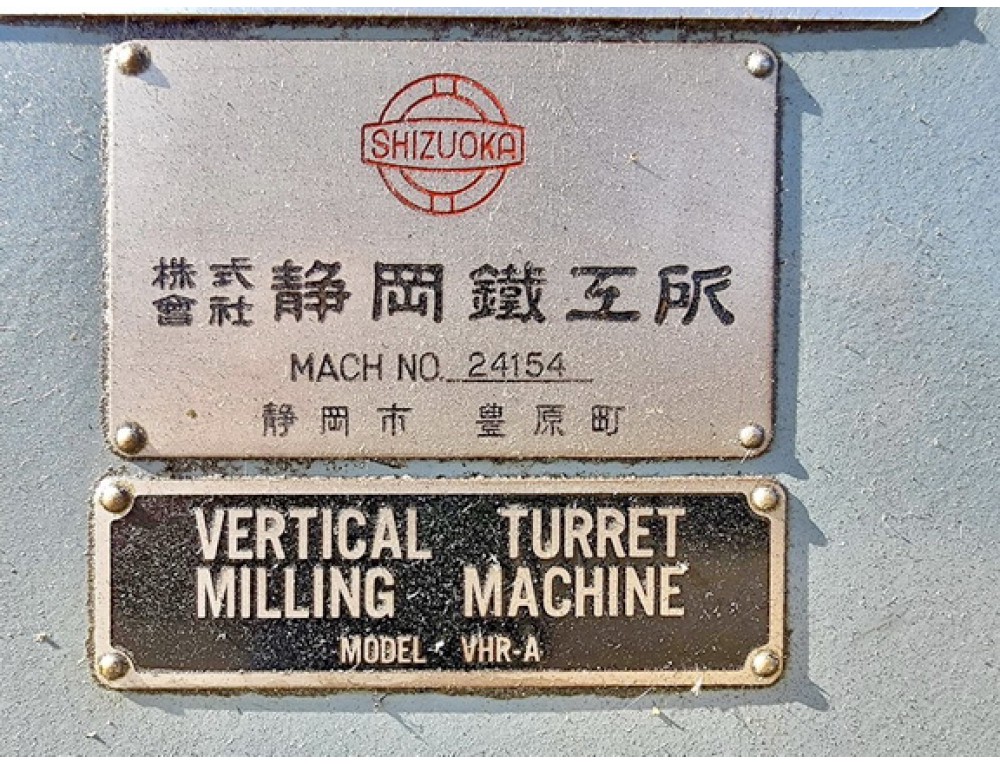 SHIZUOKA
株式會社 静岡鐵工所
MACH NO. 24154
静岡市 豊原町
VERTICAL TURRET
MILLING MACHINE
MODEL VHR-A